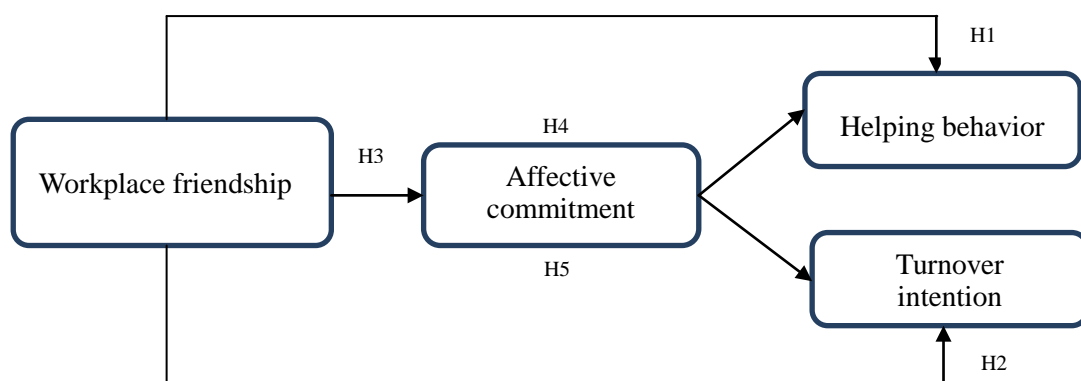 H1
Helping behavior
H4
H3
Workplace friendship
Affective
commitment
H5
Turnover
intention
H2